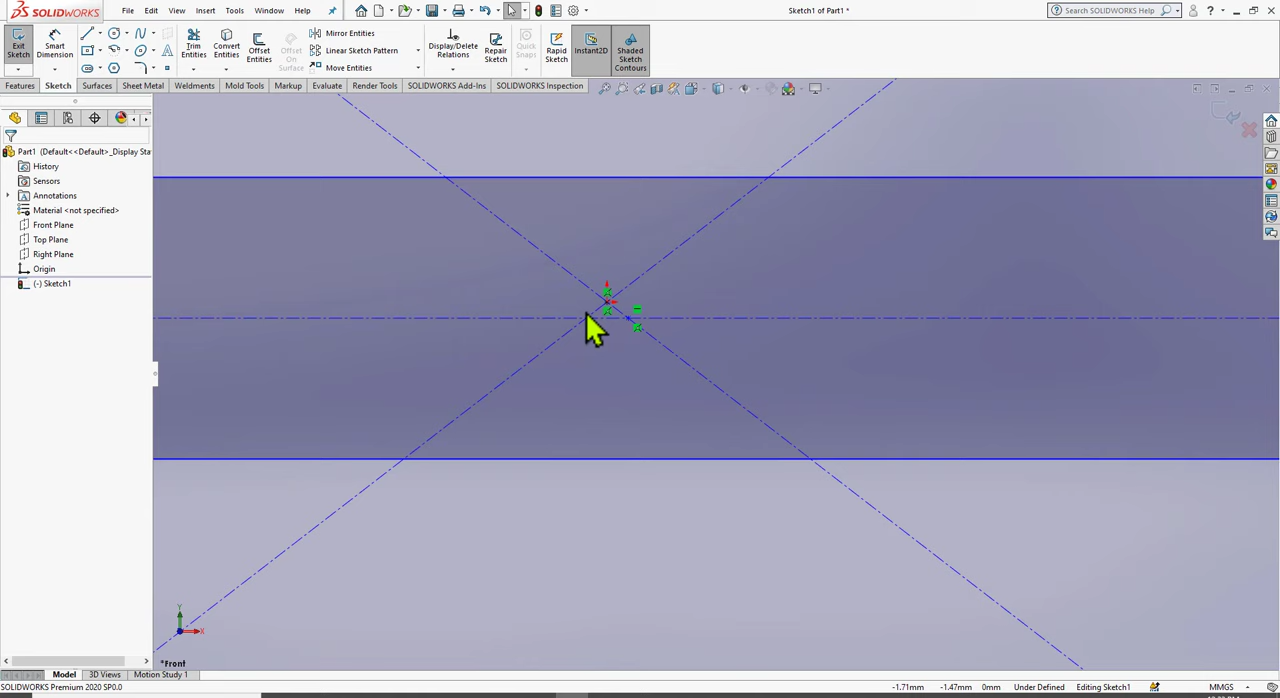 SOLIDWORKS
File Edit View Insert Tools Window Help
Sketch1 of Part1 *
Search SOLIDWORKS Help
Exit Sketch
Smart Dimension
Trim Entities
Convert Entities
Offset Entities
Offset On Surface
Mirror Entities
Linear Sketch Pattern
Move Entities
Display/Delete Relations
Repair Sketch
Quick Snaps
Rapid Sketch
Instant2D
Shaded Sketch Contours
Features Sketch Surfaces Sheet Metal Weldments Mold Tools Markup Evaluate Render Tools SOLIDWORKS Add-Ins SOLIDWORKS Inspection
Part1 (Default<<Default>_Display Sta
History
Sensors
Annotations
Material <not specified>
Front Plane
Top Plane
Right Plane
Origin
(-) Sketch1
Y
X
*Front
Model 3D Views Motion Study 1
SOLIDWORKS Premium 2020 SP0.0
-1.71mm -1.47mm 0mm Under Defined Editing Sketch1 MMGS